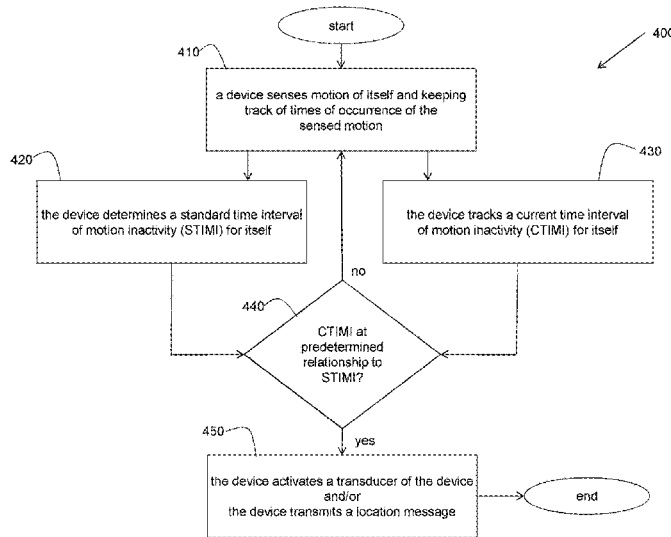 start
400
410
a device senses motion of itself and keeping
track of times of occurrence of the
sensed motion
420
430
the device determines a standard time interval
of motion inactivity (STIMI) for itself
the device tracks a current time interval
of motion inactivity (CTIMI) for itself
no
440
CTIMI at
predetermined
relationship to
STIMI?
450
yes
the device activates a transducer of the device
and/or
the device transmits a location message
end